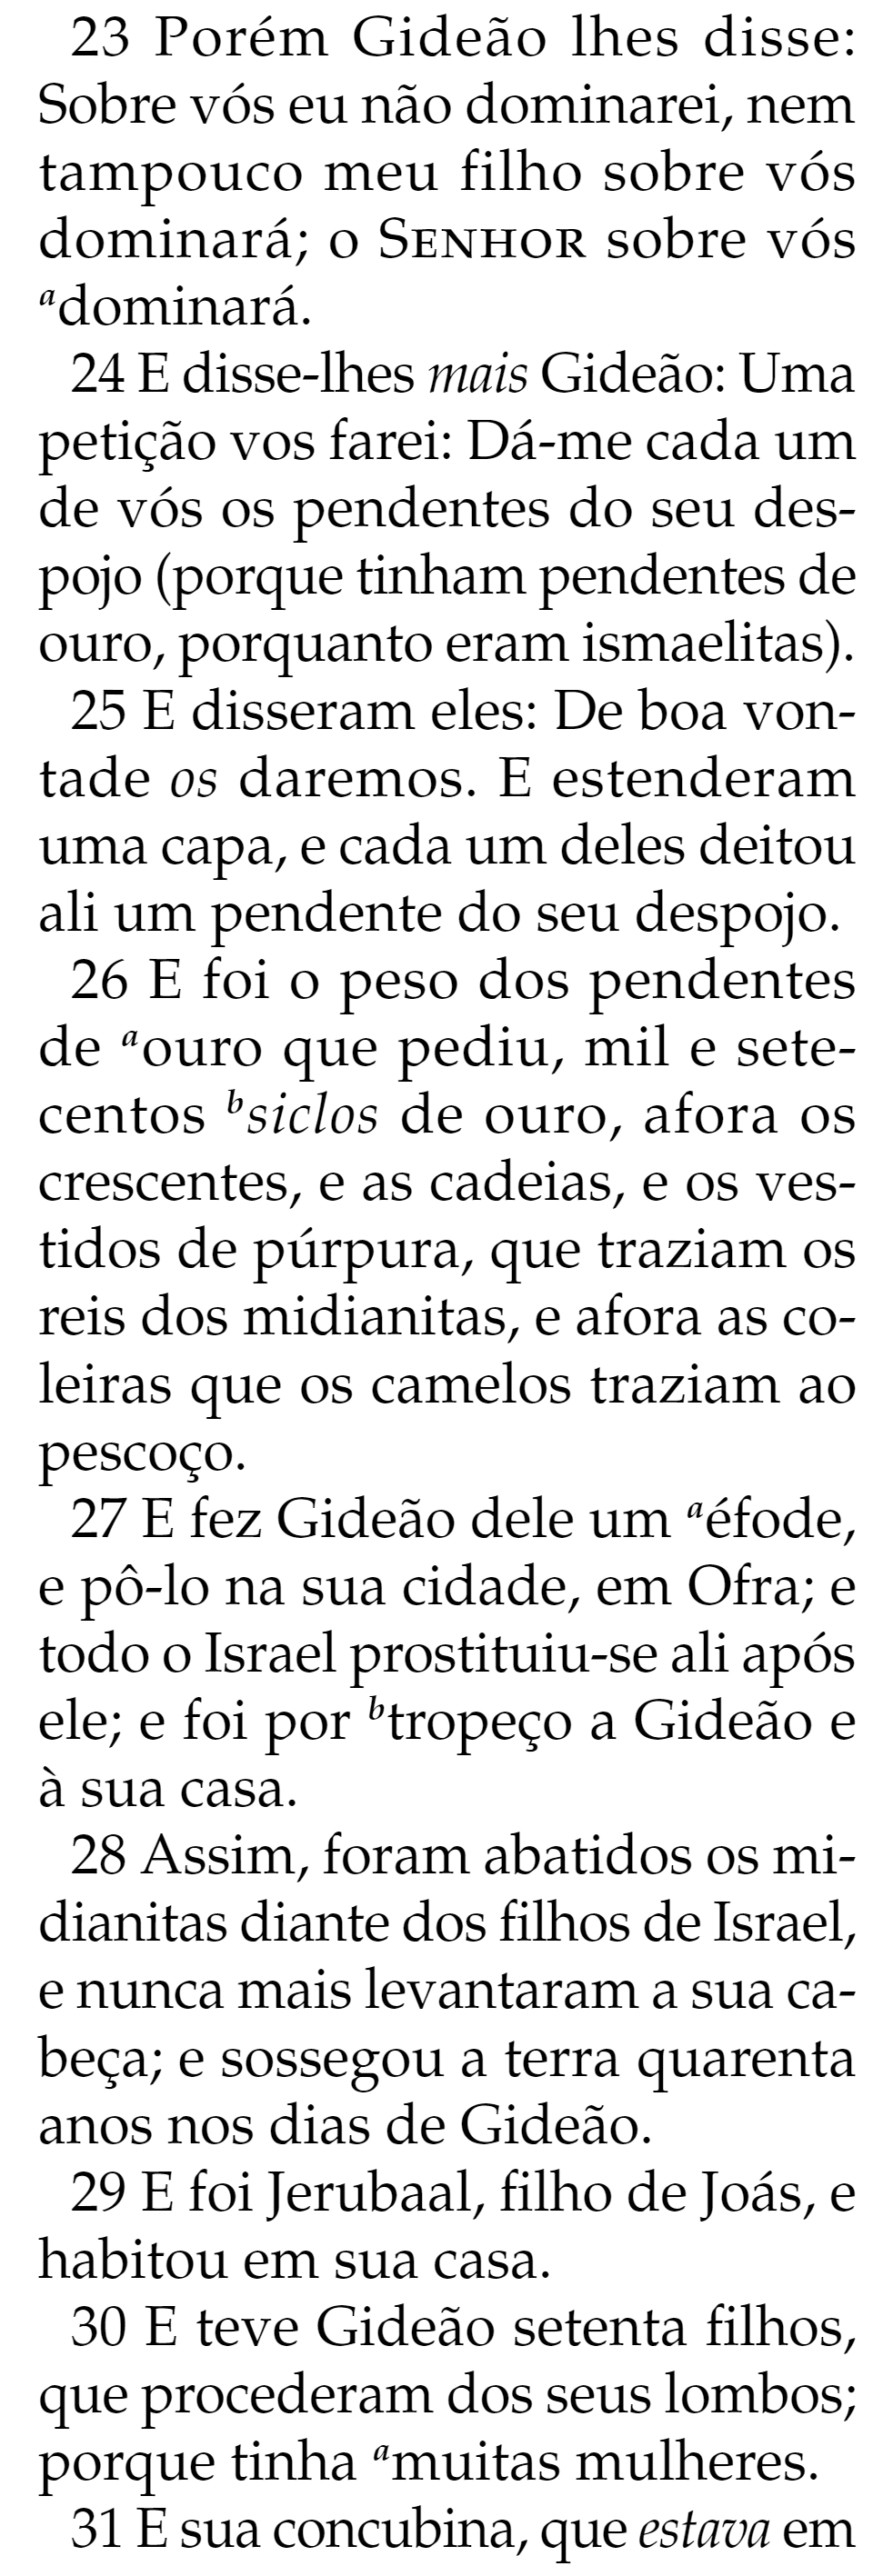 23 Porém Gideão lhes disse:
Sobre vós eu não dominarei, nem
tampouco meu filho sobre vós
dominará; o SENHOR sobre vós
adominará.
24 E disse-lhes mais Gideão: Uma
petição vos farei: Dá-me cada um
de vós os pendentes do seu des-
pojo (porque tinham pendentes de
ouro, porquanto eram ismaelitas).
25 E disseram eles: De boa von-
tade os daremos. E estenderam
uma capa, e cada um deles deitou
ali um pendente do seu despojo.
26 E foi o peso dos pendentes
de aouro que pediu, mil e sete-
centos bsiclos de ouro, afora os
crescentes, e as cadeias, e os ves-
tidos de púrpura, que traziam os
reis dos midianitas, e afora as co-
leiras que os camelos traziam ao
pescoço.
27 E fez Gideão dele um aéfode,
e pô-lo na sua cidade, em Ofra; e
todo o Israel prostituiu-se ali após
ele; e foi por btropeço a Gideão e
à sua casa.
28 Assim, foram abatidos os mi-
dianitas diante dos filhos de Israel,
e nunca mais levantaram a sua ca-
beça; e sossegou a terra quarenta
anos nos dias de Gideão.
29 E foi Jerubaal, filho de Joás, e
habitou em sua casa.
30 E teve Gideão setenta filhos,
que procederam dos seus lombos;
porque tinha amuitas mulheres.
31 E sua concubina, que estava em